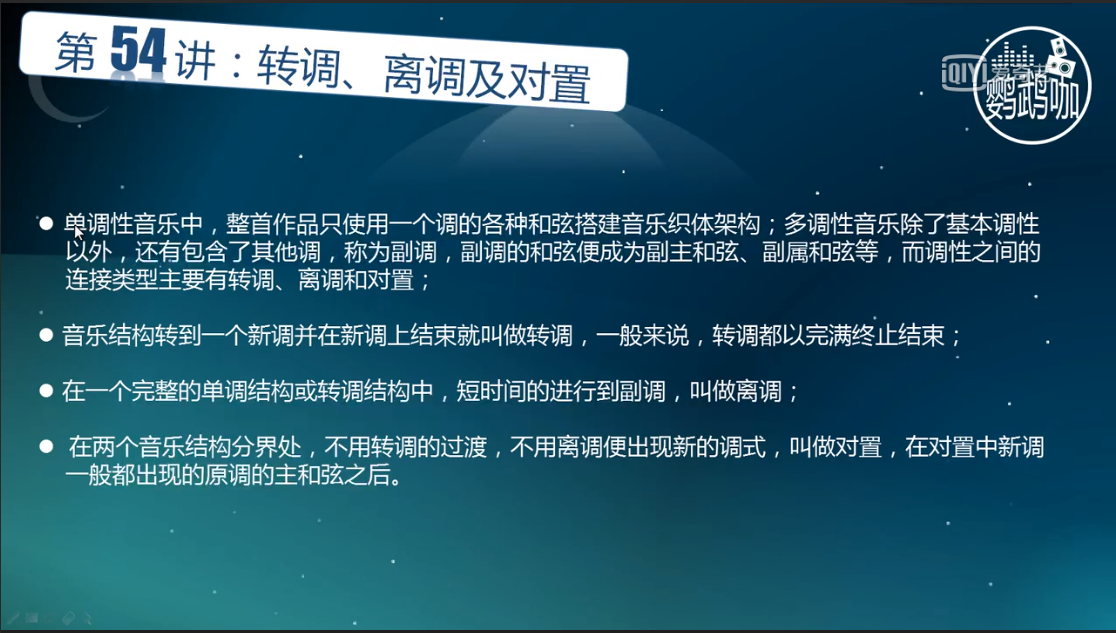 第 54 讲：转调、离调及对置
iQIYI 爱奇艺
鹦鹉咖
● 单调性音乐中，整首作品只使用一个调的各种和弦搭建音乐织体架构；多调性音乐除了基本调性
以外，还有包含了其他调，称为副调，副调的和弦便成为副主和弦、副属和弦等，而调性之间的
连接类型主要有转调、离调和对置；
● 音乐结构转到一个新调并在新调上结束就叫做转调，一般来说，转调都以完满终止结束；
● 在一个完整的单调结构或转调结构中，短时间的进行到副调，叫做离调；
● 在两个音乐结构分界处，不用转调的过渡，不用离调便出现新的调式，叫做对置，在对置中新调
一般都出现的原调的主和弦之后。